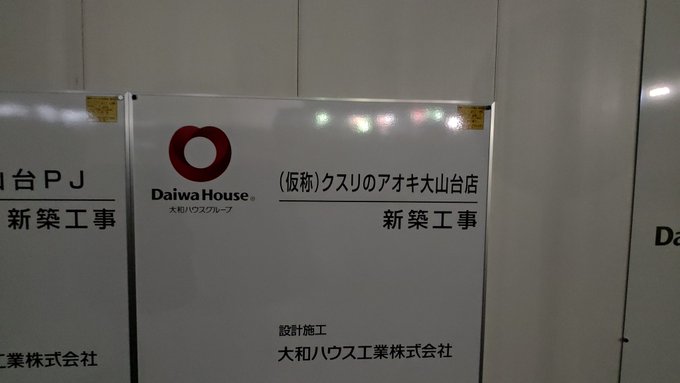 山台PJ
新築工事
工業株式会社
Daiwa House®
大和ハウスグループ
(仮称)クスリのアオキ大山台店
新築工事
設計施工
大和ハウス工業株式会社
Da